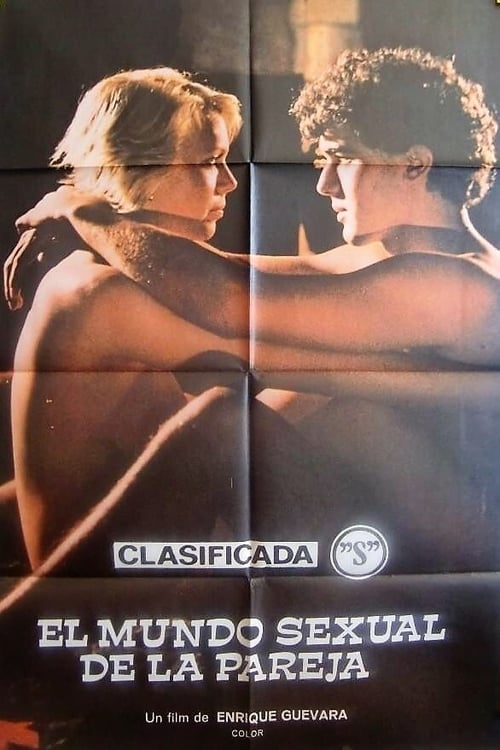 CLASIFICADA "S"
EL MUNDO SEXUAL
DE LA PAREJA
Un film de ENRIQUE GUEVARA
COLOR